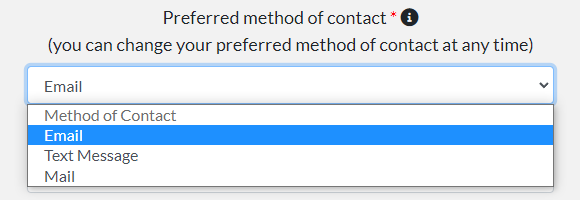 Preferred method of contact *
(you can change your preferred method of contact at any time)
Email
Method of Contact
Email
Text Message
Mail